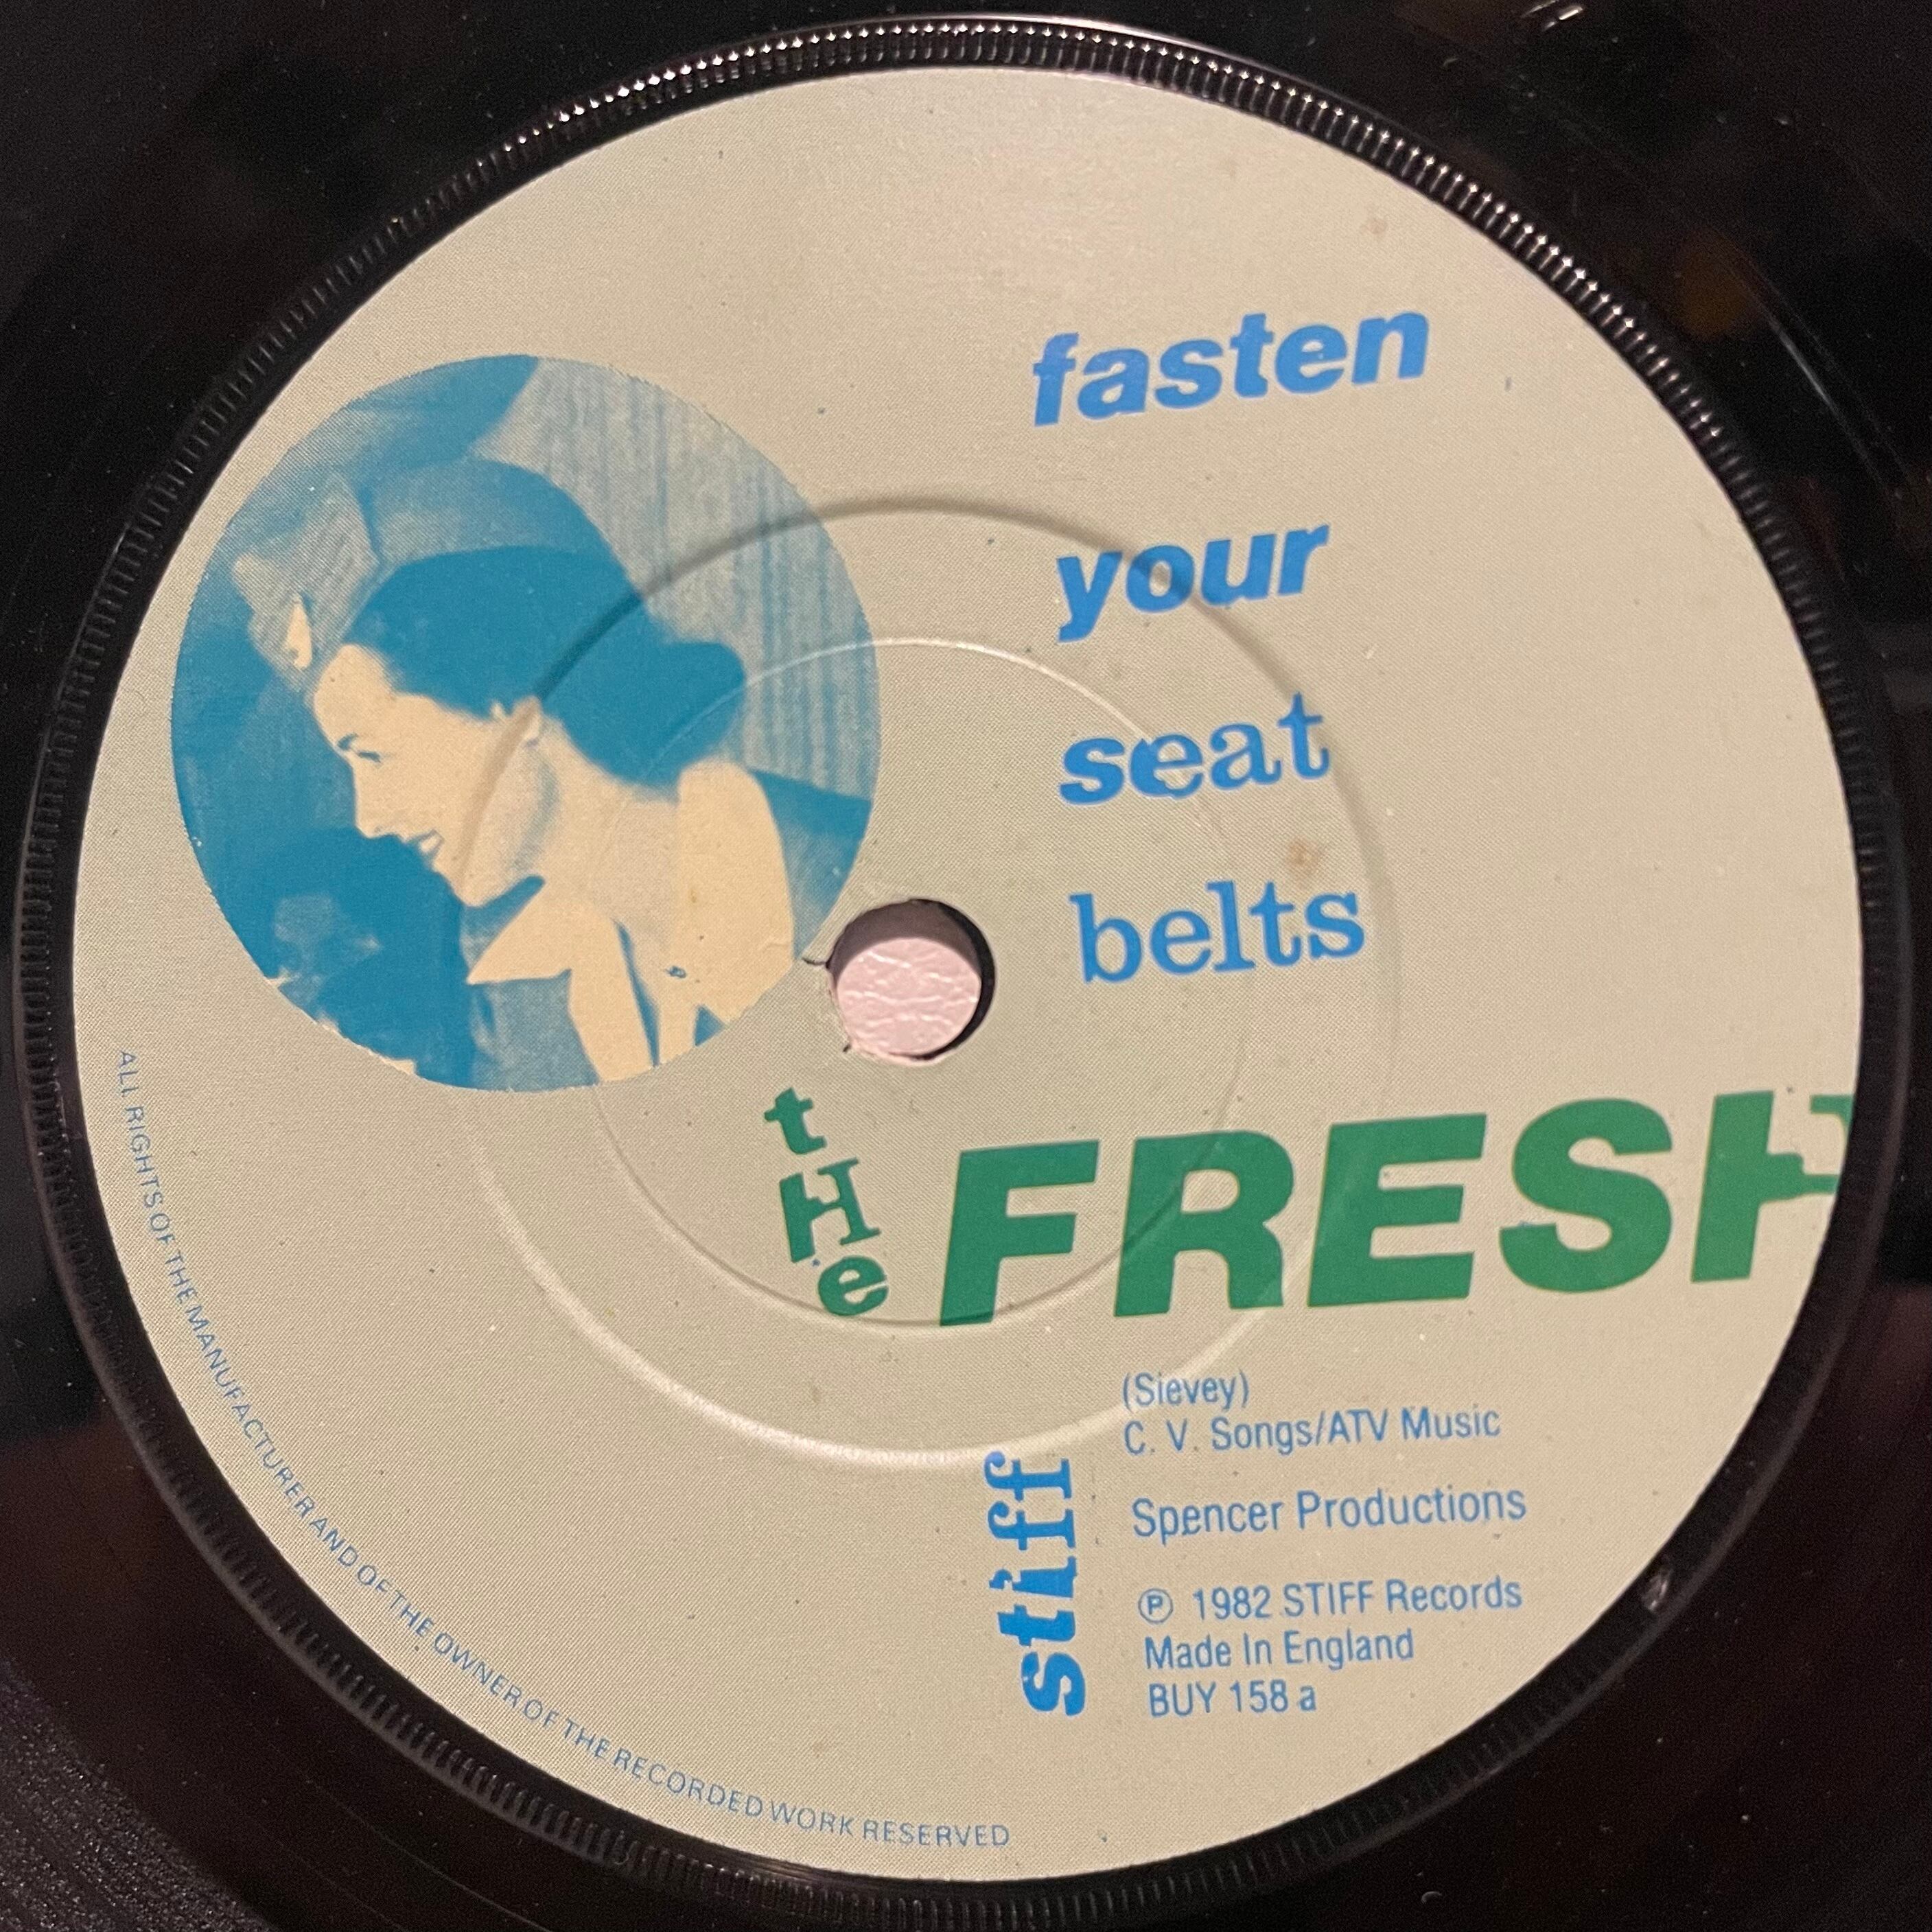 fasten
your
seat
belts
tHe
FRESH
(Sievey)
C. V. Songs/ATV Music
Spencer Productions
stiff
℗ 1982 STIFF Records
Made In England
BUY 158 a
ALL RIGHTS OF THE MANUFACTURER AND OF THE OWNER OF THE RECORDED WORK RESERVED